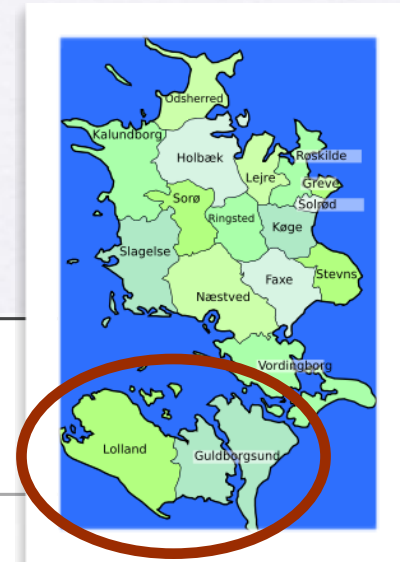 Odsherred
Kalundborg
Holbæk
Roskilde
Lejre
Greve
Sorø
Solrød
Ringsted
Køge
Slagelse
Stevns
Faxe
Næstved
Vordingborg
Lolland
Guldborgsund